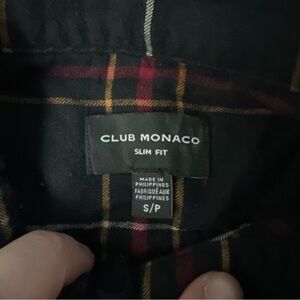 CLUB MONACO
SLIM FIT
MADE IN
PHILIPPINES
FABRIQUÉ AUX
PHILIPPINES
S/P